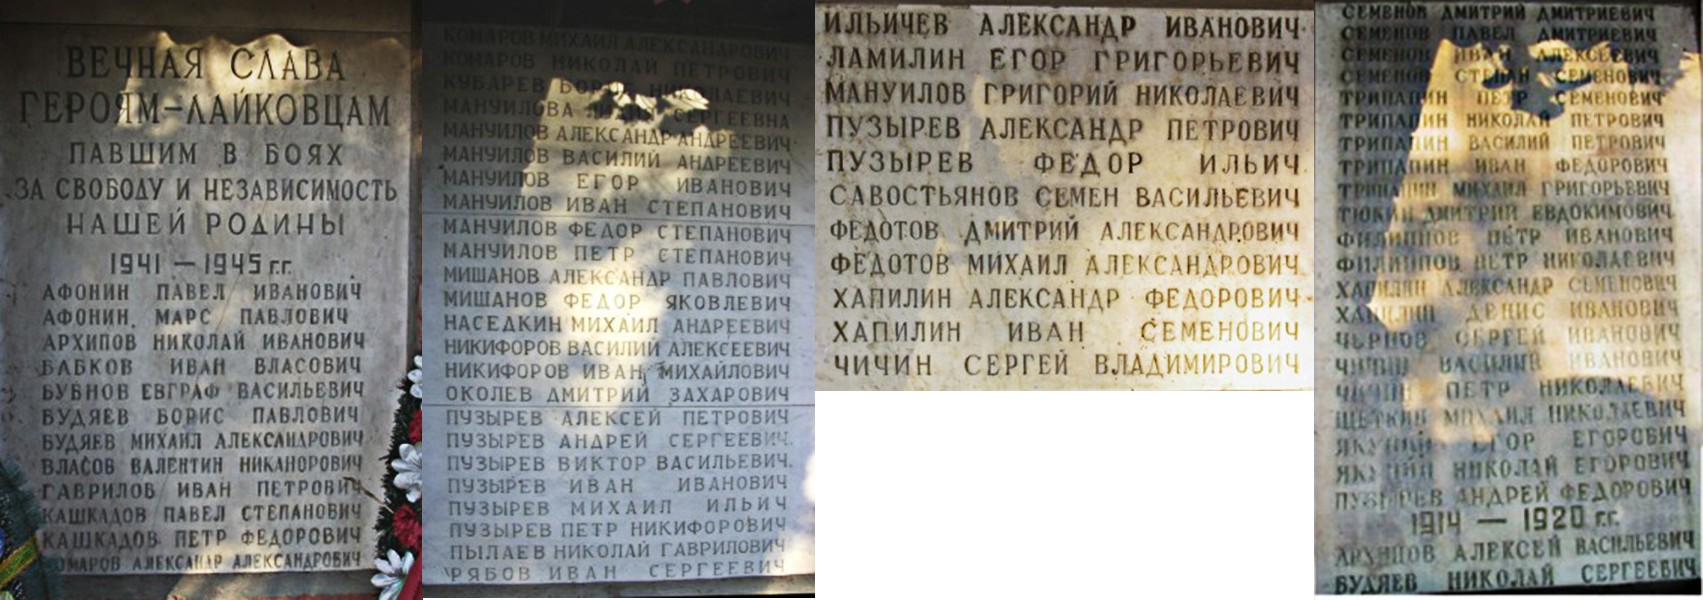 ВЕЧНАЯ СЛАВА
ГЕРОЯМ-ЛАЙКОВЦАМ
ПАВШИМ В БОЯХ
ЗА СВОБОДУ И НЕЗАВИСИМОСТЬ
НАШЕЙ РОДИНЫ
1941 — 1945 г.г.
АФОНИН ПАВЕЛ ИВАНОВИЧ
АФОНИН МАРС ПАВЛОВИЧ
АРХИПОВ НИКОЛАЙ ИВАНОВИЧ
БАБКОВ ИВАН ВЛАСОВИЧ
БУБНОВ ЕВГРАФ ВАСИЛЬЕВИЧ
БУДЯЕВ БОРИС ПАВЛОВИЧ
БУДЯЕВ МИХАИЛ АЛЕКСАНДРОВИЧ
ВЛАСОВ ВАЛЕНТИН НИКАНОРОВИЧ
ГАВРИЛОВ ИВАН ПЕТРОВИЧ
КАШКАДОВ ПАВЕЛ СТЕПАНОВИЧ
КАШКАДОВ ПЕТР ФЕДОРОВИЧ
КОМАРОВ АЛЕКСАНДР АЛЕКСАНДРОВИЧ
КОМАРОВ МИХАИЛ АЛЕКСАНДРОВИЧ
КОМАРОВ НИКОЛАЙ ПЕТРОВИЧ
КУБАРЕВ БОРИС НИКОЛАЕВИЧ
МАНУИЛОВА СЕРГЕЕВНА
МАНУИЛОВ АЛЕКСАНДР АНДРЕЕВИЧ
МАНУИЛОВ ВАСИЛИЙ АНДРЕЕВИЧ
МАНУИЛОВ ЕГОР ИВАНОВИЧ
МАНУИЛОВ ИВАН СТЕПАНОВИЧ
МАНУИЛОВ ФЕДОР СТЕПАНОВИЧ
МАНУИЛОВ ПЕТР СТЕПАНОВИЧ
МИШАНОВ АЛЕКСАНДР ПАВЛОВИЧ
МИШАНОВ ФЕДОР ЯКОВЛЕВИЧ
НАСЕДКИН МИХАИЛ АНДРЕЕВИЧ
НИКИФОРОВ ВАСИЛИЙ АЛЕКСЕЕВИЧ
НИКИФОРОВ ИВАН МИХАЙЛОВИЧ
ОКОЛЕВ ДМИТРИЙ ЗАХАРОВИЧ
ПУЗЫРЕВ АЛЕКСЕЙ ПЕТРОВИЧ
ПУЗЫРЕВ АНДРЕЙ СЕРГЕЕВИЧ
ПУЗЫРЕВ ВИКТОР ВАСИЛЬЕВИЧ
ПУЗЫРЕВ ИВАН ИВАНОВИЧ
ПУЗЫРЕВ МИХАИЛ ИЛЬИЧ
ПУЗЫРЕВ ПЕТР НИКИФОРОВИЧ
ПЫЛАЕВ НИКОЛАЙ ГАВРИЛОВИЧ
РЯБОВ ИВАН СЕРГЕЕВИЧ
ИЛЬИЧЕВ АЛЕКСАНДР ИВАНОВИЧ
ЛАМИЛИН ЕГОР ГРИГОРЬЕВИЧ
МАНУИЛОВ ГРИГОРИЙ НИКОЛАЕВИЧ
ПУЗЫРЕВ АЛЕКСАНДР ПЕТРОВИЧ
ПУЗЫРЕВ ФЕДОР ИЛЬИЧ
САВОСТЬЯНОВ СЕМЕН ВАСИЛЬЕВИЧ
ФЕДОТОВ ДМИТРИЙ АЛЕКСАНДРОВИЧ
ФЕДОТОВ МИХАИЛ АЛЕКСАНДРОВИЧ
ХАПИЛИН АЛЕКСАНДР ФЕДОРОВИЧ
ХАПИЛИН ИВАН СЕМЕНОВИЧ
ЧИЧИН СЕРГЕЙ ВЛАДИМИРОВИЧ
СЕМЕНОВ ДМИТРИЙ ДМИТРИЕВИЧ
СЕМЕНОВ ПАВЕЛ ДМИТРИЕВИЧ
СЕМЕНОВ ИВАН АЛЕКСЕЕВИЧ
СЕМЕНОВ СТЕПАН СЕМЕНОВИЧ
ТРИПАПИН ПЕТР СЕМЕНОВИЧ
ТРИПАПИН НИКОЛАЙ ПЕТРОВИЧ
ТРИПАПИН ВАСИЛИЙ ПЕТРОВИЧ
ТРИПАПИН ИВАН ФЕДОРОВИЧ
ТРИПАПИН МИХАИЛ ГРИГОРЬЕВИЧ
ТЮКИН ДМИТРИЙ ЕВДОКИМОВИЧ
ФИЛИППОВ ПЕТР ИВАНОВИЧ
ФИЛИППОВ ПЕТР НИКОЛАЕВИЧ
ХАПИЛИН АЛЕКСАНДР СЕМЕНОВИЧ
ХАПИЛИН ДЕНИС ИВАНОВИЧ
ЧЕРНОВ СЕРГЕЙ ИВАНОВИЧ
ЧИЧИН ВАСИЛИЙ ИВАНОВИЧ
ЧИЧИН ПЕТР НИКОЛАЕВИЧ
ЩЕТКИН МИХАИЛ НИКОЛАЕВИЧ
ЯКУНИН ЕГОР ЕГОРОВИЧ
ЯКУНИН НИКОЛАЙ ЕГОРОВИЧ
ПУЗЫРЕВ АНДРЕЙ ФЕДОРОВИЧ
1914 — 1920 г.г.
АРХИПОВ АЛЕКСЕЙ ВАСИЛЬЕВИЧ
БУДЯЕВ НИКОЛАЙ СЕРГЕЕВИЧ